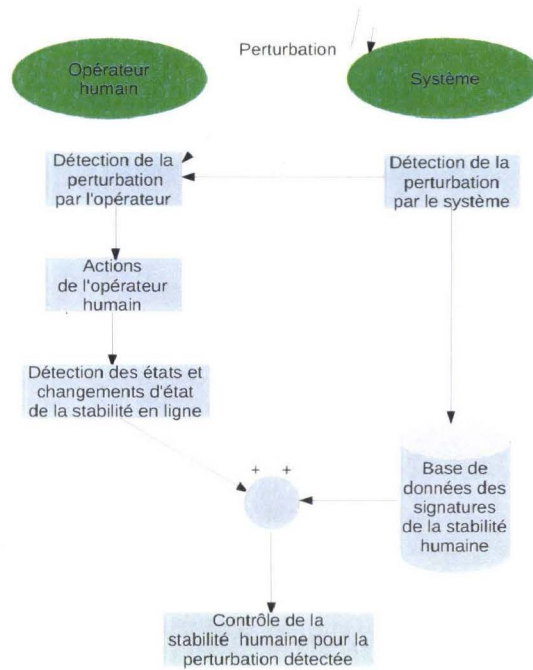 Perturbation
Opérateur
humain
Système
Détection de la
perturbation
par l'opérateur
Détection de la
perturbation
par le système
Actions
de l'opérateur
humain
Détection des états et
changements d'état
de la stabilité en ligne
+ +
Base de
données des
signatures
de la stabilité
humaine
Contrôle de la
stabilité humaine pour la
perturbation détectée